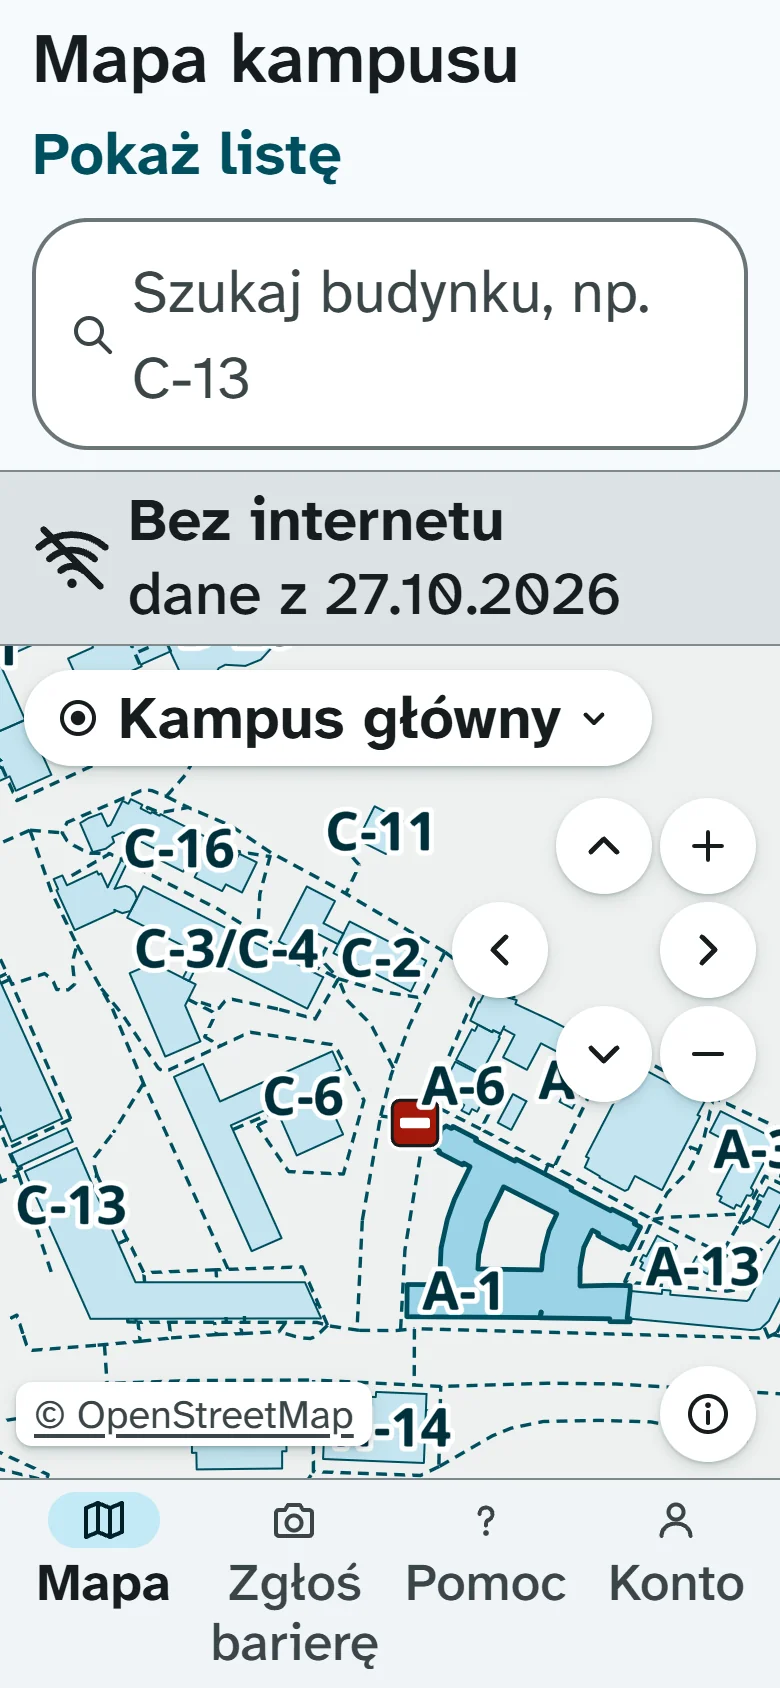 Mapa kampusu
Pokaż listę
Szukaj budynku, np.
C-13
Bez internetu
dane z 27.10.2026
Kampus główny
C-11
C-16
C-3/C-4
C-2
A-6
C-6
C-13
A-13
A-1
-14
© OpenStreetMap
Mapa
Zgłoś
barierę
Pomoc
Konto